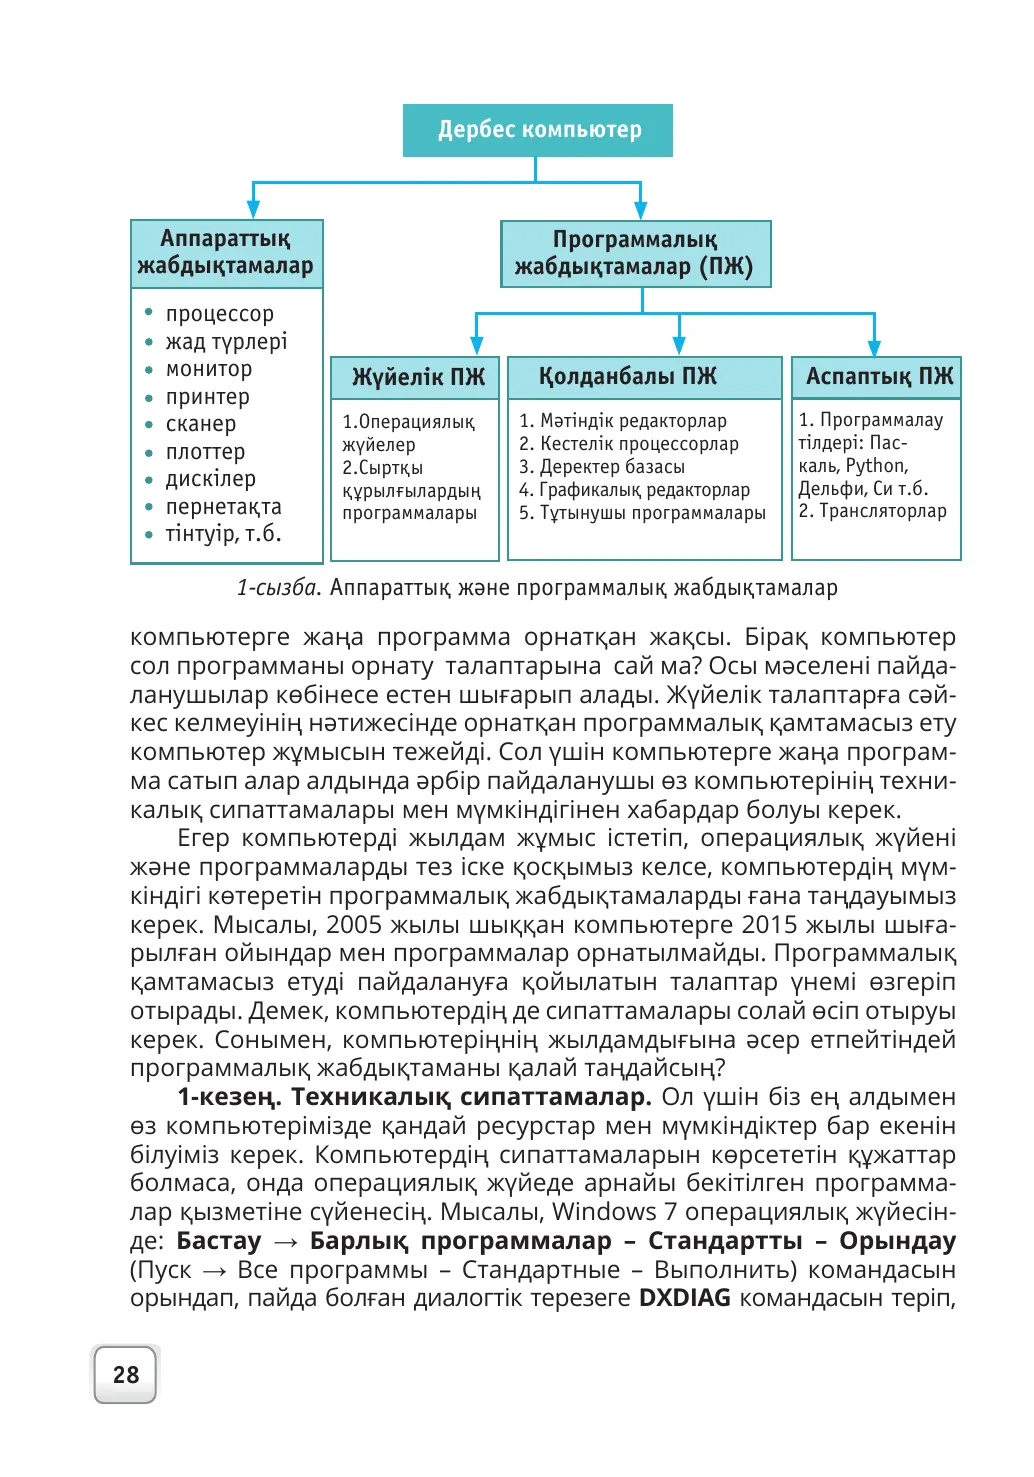 Дербес компьютер
Аппараттық
жабдықтамалар
• процессор
• жад түрлері
• монитор
• принтер
• сканер
• плоттер
• дискілер
• пернетақта
• тінтуір, т.б.
Программалық
жабдықтамалар (ПЖ)
Жүйелік ПЖ
1.Операциялық
жүйелер
2.Сыртқы
құрылғылардың
программалары
Қолданбалы ПЖ
1. Мәтіндік редакторлар
2. Кестелік процессорлар
3. Деректер базасы
4. Графикалық редакторлар
5. Тұтынушы программалары
Аспаптық ПЖ
1. Программалау
тілдері: Пас-
каль, Python,
Дельфи, Си т.б.
2. Трансляторлар
1-сызба. Аппараттық және программалық жабдықтамалар
компьютерге жаңа программа орнатқан жақсы. Бірақ компьютер
сол программаны орнату талаптарына сай ма? Осы мәселені пайда-
ланушылар көбінесе естен шығарып алады. Жүйелік талаптарға сәй-
кес келмеуінің нәтижесінде орнатқан программалық қамтамасыз ету
компьютер жұмысын тежейді. Сол үшін компьютерге жаңа програм-
ма сатып алар алдында әрбір пайдаланушы өз компьютерінің техни-
калық сипаттамалары мен мүмкіндігінен хабардар болуы керек.
Егер компьютерді жылдам жұмыс істетіп, операциялық жүйені
және программаларды тез іске қосқымыз келсе, компьютердің мүм-
кіндігі көтеретін программалық жабдықтамаларды ғана таңдауымыз
керек. Мысалы, 2005 жылы шыққан компьютерге 2015 жылы шыға-
рылған ойындар мен программалар орнатылмайды. Программалық
қамтамасыз етуді пайдалануға қойылатын талаптар үнемі өзгеріп
отырады. Демек, компьютердің де сипаттамалары солай өсіп отыруы
керек. Сонымен, компьютеріңнің жылдамдығына әсер етпейтіндей
программалық жабдықтаманы қалай таңдайсың?
1-кезең. Техникалық сипаттамалар. Ол үшін біз ең алдымен
өз компьютерімізде қандай ресурстар мен мүмкіндіктер бар екенін
білуіміз керек. Компьютердің сипаттамаларын көрсететін құжаттар
болмаса, онда операциялық жүйеде арнайы бекітілген программа-
лар қызметіне сүйенесің. Мысалы, Windows 7 операциялық жүйесін-
де: Бастау → Барлық программалар – Стандартты – Орындау
(Пуск → Все программы – Стандартные – Выполнить) командасын
орындап, пайда болған диалогтік терезеге DXDIAG командасын теріп,
28